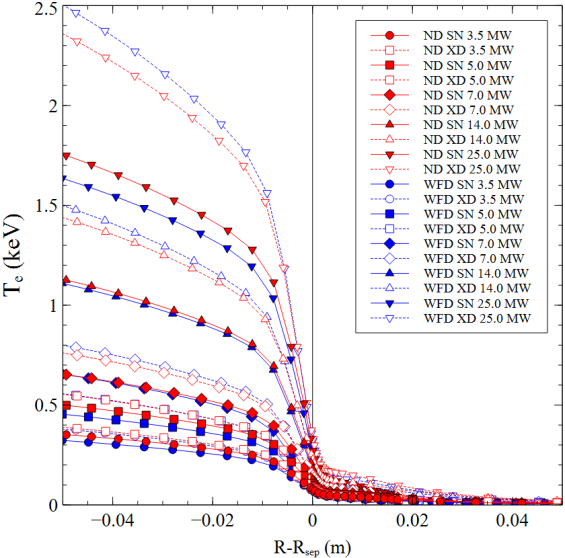 2.5
2
1.5
1
0.5
0
T_e (keV)
−0.04
−0.02
0
0.02
0.04
R-R_sep (m)
ND SN 3.5 MW
ND XD 3.5 MW
ND SN 5.0 MW
ND XD 5.0 MW
ND SN 7.0 MW
ND XD 7.0 MW
ND SN 14.0 MW
ND XD 14.0 MW
ND SN 25.0 MW
ND XD 25.0 MW
WFD SN 3.5 MW
WFD XD 3.5 MW
WFD SN 5.0 MW
WFD XD 5.0 MW
WFD SN 7.0 MW
WFD XD 7.0 MW
WFD SN 14.0 MW
WFD XD 14.0 MW
WFD SN 25.0 MW
WFD XD 25.0 MW